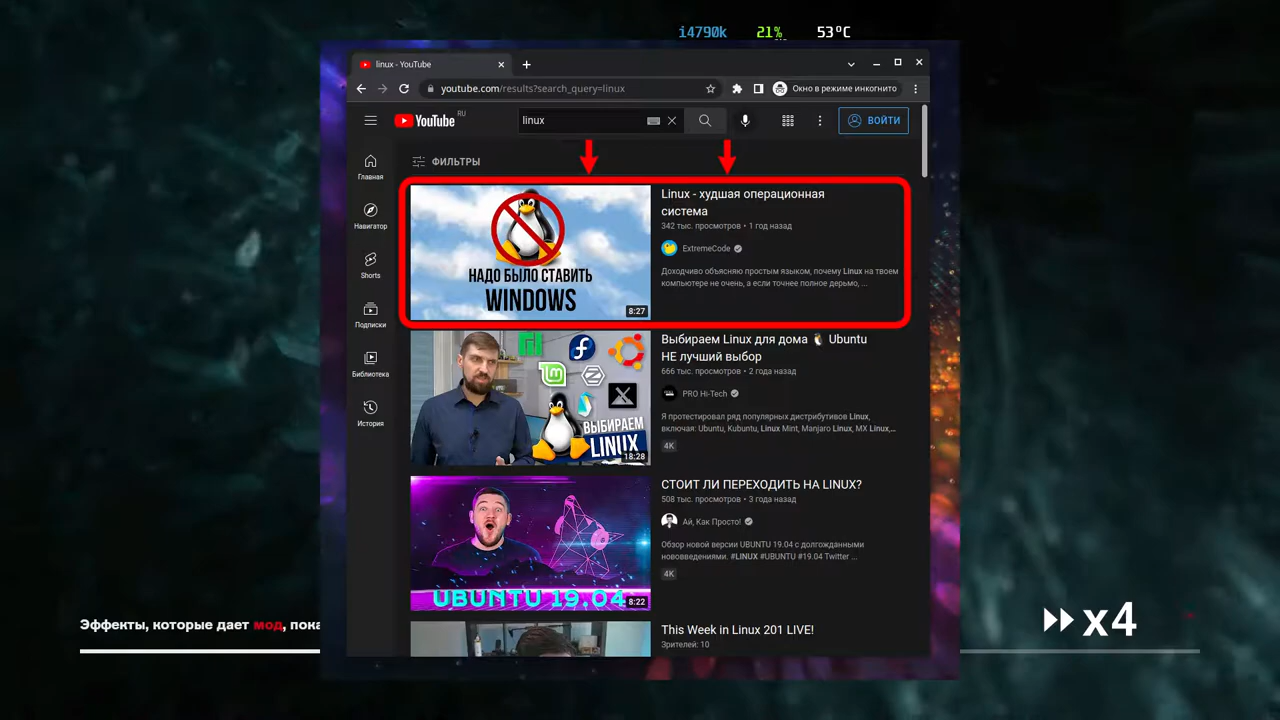 i4790k 21% 53°C
linux - YouTube
youtube.com/results?search_query=linux
Окно в режиме инкогнито
YouTube RU
linux
ВОЙТИ
ФИЛЬТРЫ
Главная
Навигатор
Shorts
Подписки
Библиотека
История
НАДО БЫЛО СТАВИТЬ
WINDOWS
8:27
Linux - худшая операционная
система
342 тыс. просмотров • 1 год назад
ExtremeCode
Доходчиво объясняю простым языком, почему Linux на твоем
компьютере не очень, а если точнее полное дерьмо, ...
ВЫБИРАЕМ
LINUX
18:28
Выбираем Linux для дома 🐧 Ubuntu
НЕ лучший выбор
666 тыс. просмотров • 2 года назад
PRO Hi-Tech
Я протестировал ряд популярных дистрибутивов Linux,
включая: Ubuntu, Kubuntu, Linux Mint, Manjaro Linux, MX Linux,...
4K
UBUNTU 19.04
8:22
СТОИТ ЛИ ПЕРЕХОДИТЬ НА LINUX?
508 тыс. просмотров • 3 года назад
Ай, Как Просто!
Обзор новой версии UBUNTU 19.04 с долгожданными
нововведениями. #LINUX #UBUNTU #19.04 Twitter ...
4K
This Week in Linux 201 LIVE!
Зрителей: 10
Эффекты, которые дает мод, пока
x4